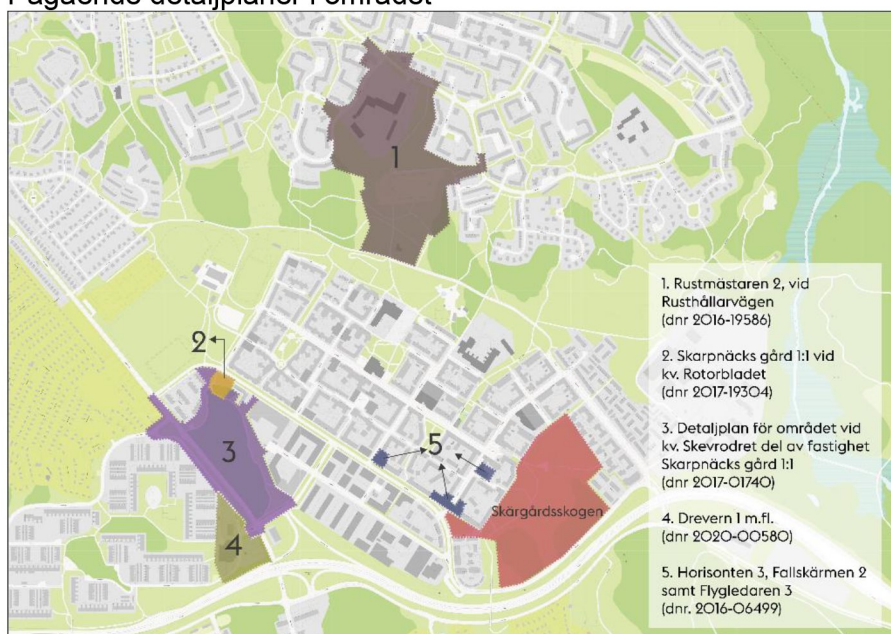 Pågående detaljplaner i området
1
2
3
4
5
Skärgårdsskogen
1. Rustmästaren 2, vid
Rusthållarvägen
(dnr 2016-19586)
2. Skarpnäcks gård 1:1 vid
kv. Rotorbladet
(dnr 2017-19304)
3. Detaljplan för området vid
kv. Skevrodret del av fastighet
Skarpnäcks gård 1:1
(dnr 2017-01740)
4. Drevern 1 m.fl.
(dnr 2020-00580)
5. Horisonten 3, Fallskärmen 2
samt Flygledaren 3
(dnr. 2016-06499)